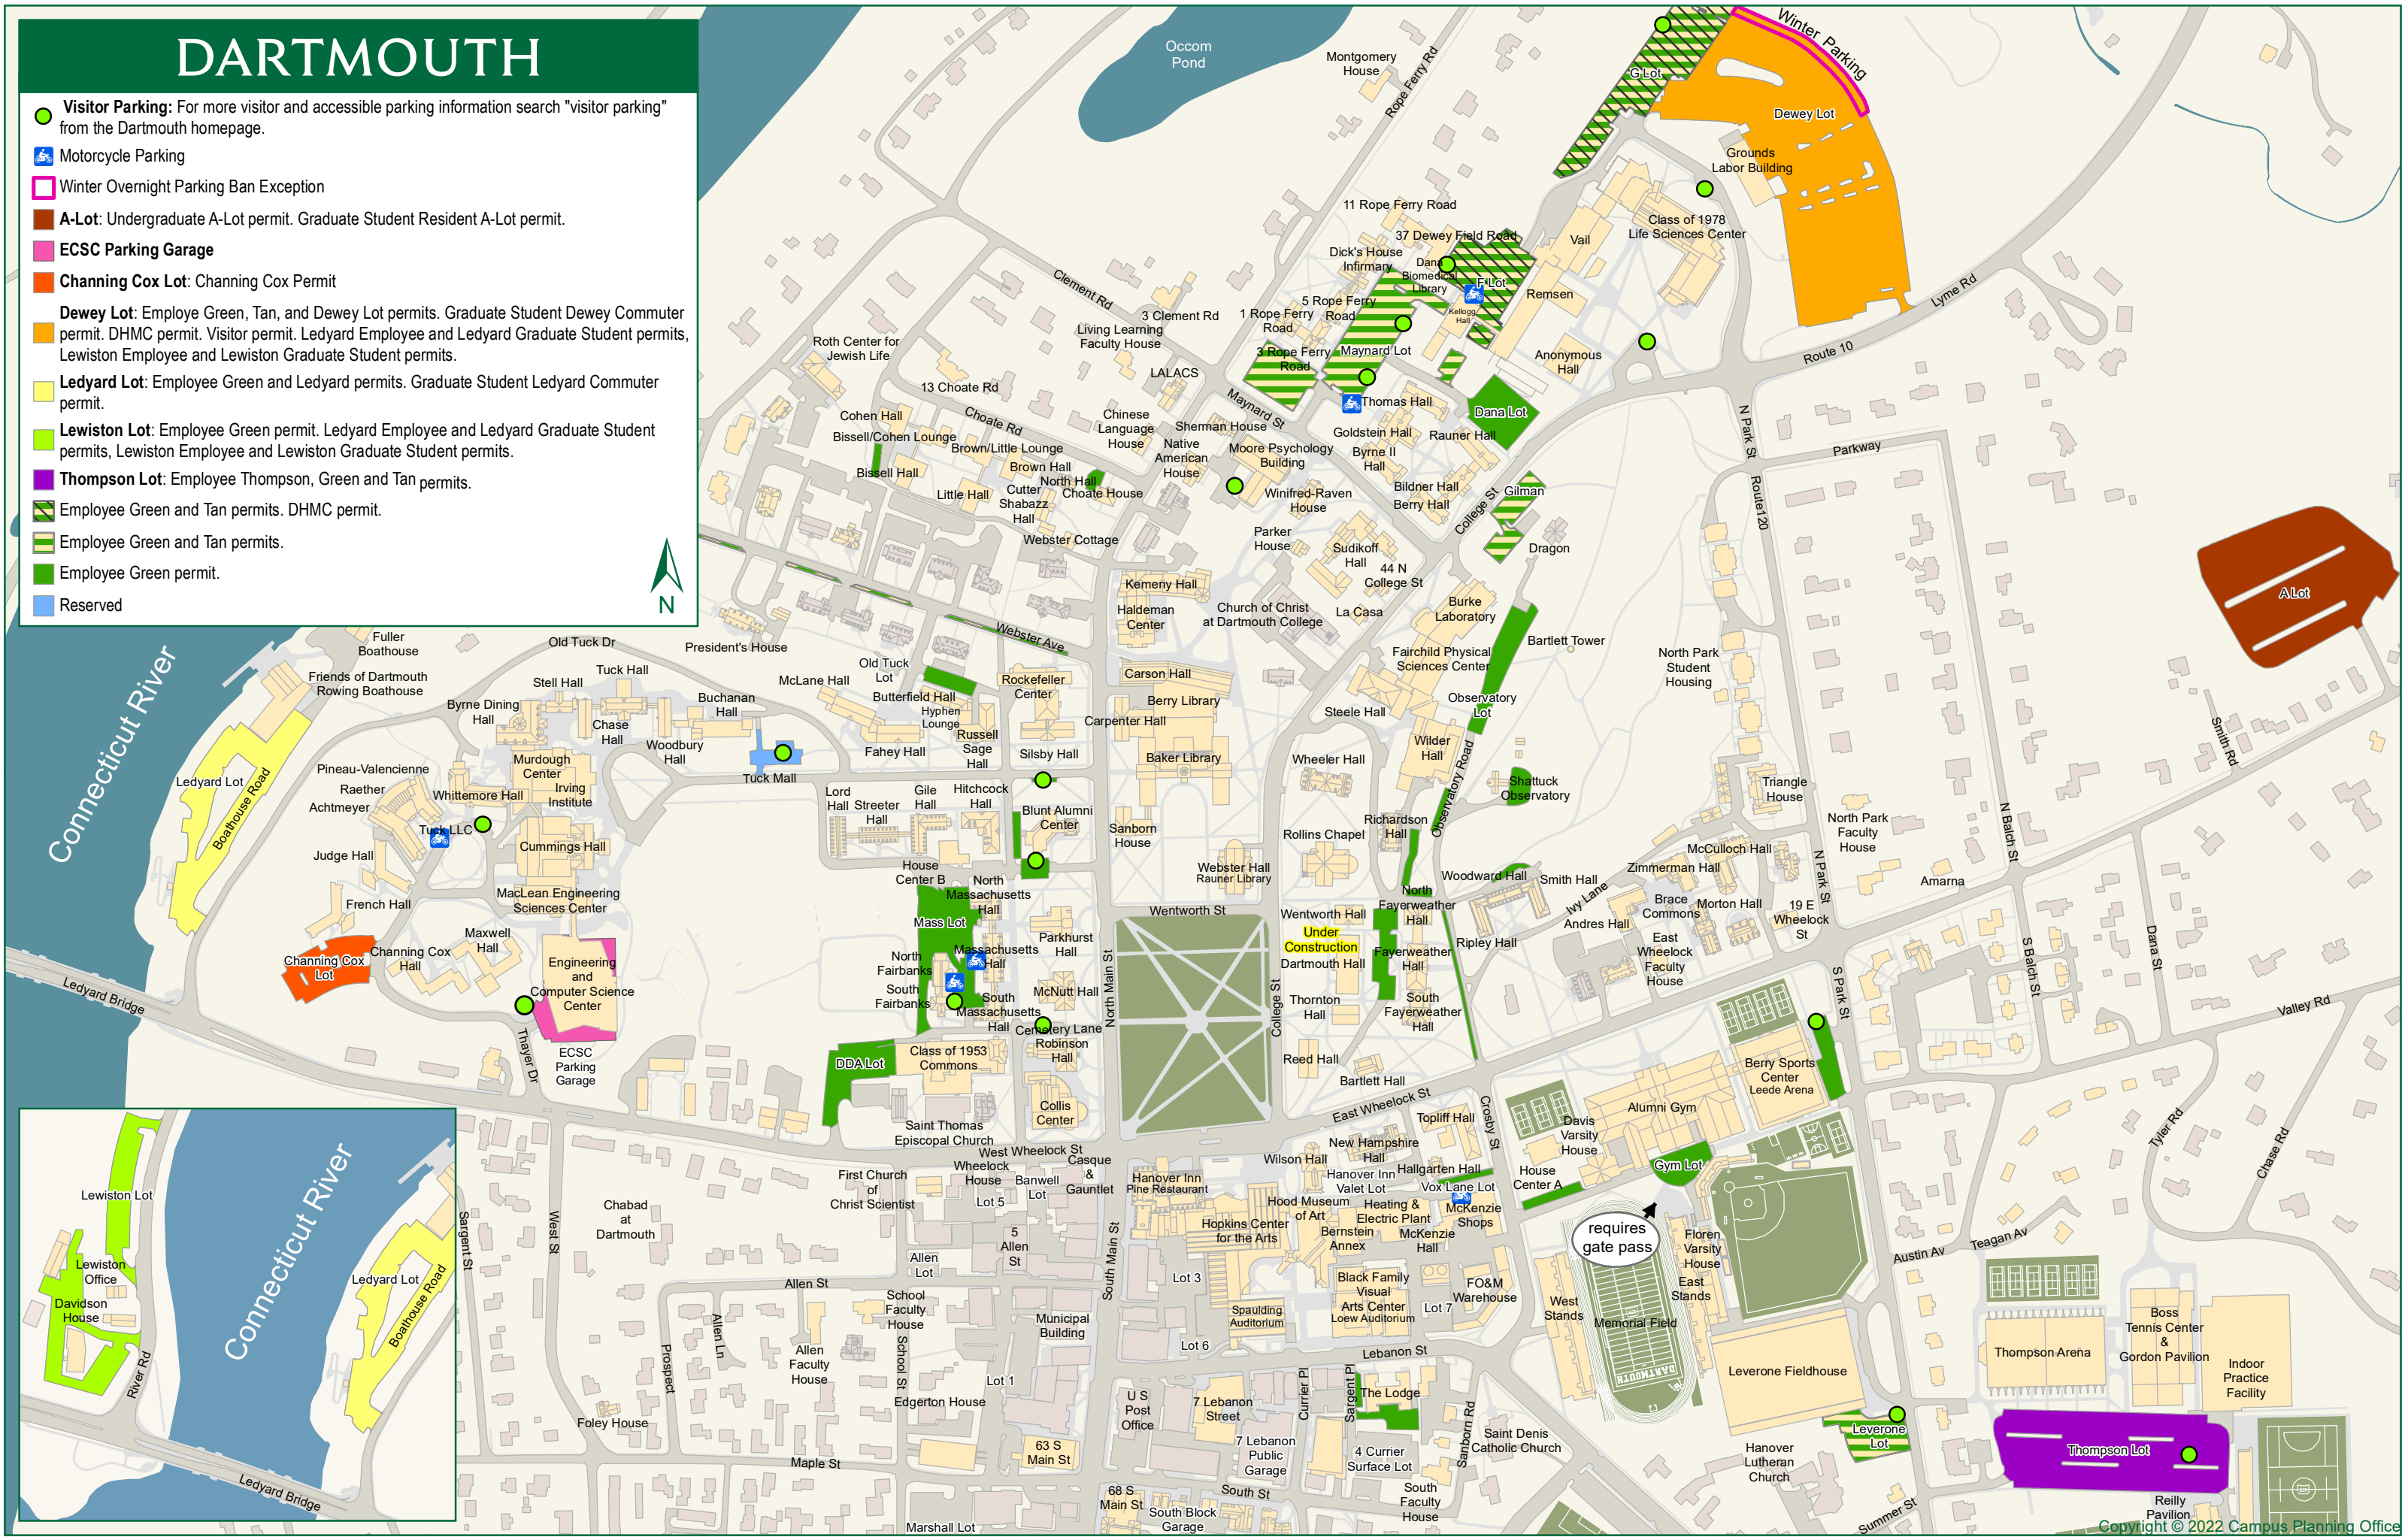 DARTMOUTH
Visitor Parking: For more visitor and accessible parking information search "visitor parking"
from the Dartmouth homepage.
Motorcycle Parking
Winter Overnight Parking Ban Exception
A-Lot: Undergraduate A-Lot permit. Graduate Student Resident A-Lot permit.
ECSC Parking Garage
Channing Cox Lot: Channing Cox Permit
Dewey Lot: Employe Green, Tan, and Dewey Lot permits. Graduate Student Dewey Commuter
permit. DHMC permit. Visitor permit. Ledyard Employee and Ledyard Graduate Student permits,
Lewiston Employee and Lewiston Graduate Student permits.
Ledyard Lot: Employee Green and Ledyard permits. Graduate Student Ledyard Commuter
permit.
Lewiston Lot: Employee Green permit. Ledyard Employee and Ledyard Graduate Student
permits, Lewiston Employee and Lewiston Graduate Student permits.
Thompson Lot: Employee Thompson, Green and Tan permits.
Employee Green and Tan permits. DHMC permit.
Employee Green and Tan permits.
Employee Green permit.
Reserved
N
Occom
Pond
Montgomery
House
Rope Ferry Rd
G Lot
Winter Parking
Dewey Lot
Grounds
Labor Building
Class of 1978
Life Sciences Center
11 Rope Ferry Road
37 Dewey Field Road
Vail
Dick's House
Infirmary
Dana
Biomedical
Library
F Lot
Remsen
5 Rope Ferry
Road
1 Rope Ferry
Road
3 Rope Ferry
Road
Kellogg
Hall
Maynard Lot
Anonymous
Hall
Lyme Rd
Route 10
Clement Rd
3 Clement Rd
Living Learning
Faculty House
Roth Center for
Jewish Life
LALACS
13 Choate Rd
Choate Rd
Maynard St
Thomas Hall
Dana Lot
Cohen Hall
Bissell/Cohen Lounge
Chinese
Language
House
Sherman House
Goldstein Hall
Rauner Hall
N Park St
Parkway
Brown/Little Lounge
Native
American
House
Moore Psychology
Building
Byrne II
Hall
Bissell Hall
Brown Hall
North Hall
Choate House
Little Hall
Cutter
Shabazz
Hall
Winifred-Raven
House
Bildner Hall
Berry Hall
College St
Gilman
Route120
Webster Cottage
Parker
House
Sudikoff
Hall
Dragon
44 N
College St
Kemeny Hall
A Lot
Haldeman
Center
Church of Christ
at Dartmouth College
La Casa
Burke
Laboratory
Fuller
Boathouse
Old Tuck Dr
President's House
Webster Ave
Bartlett Tower
Connecticut River
Friends of Dartmouth
Rowing Boathouse
Tuck Hall
Stell Hall
Old Tuck
Lot
McLane Hall
Rockefeller
Center
Carson Hall
Fairchild Physical
Sciences Center
North Park
Student
Housing
Byrne Dining
Hall
Buchanan
Hall
Butterfield Hall
Hyphen
Lounge
Berry Library
Observatory
Lot
Chase
Hall
Carpenter Hall
Steele Hall
Smith Rd
Woodbury
Hall
Fahey Hall
Russell
Sage
Hall
Silsby Hall
Baker Library
Wheeler Hall
Wilder
Hall
Ledyard Lot
Boathouse Road
Pineau-Valencienne
Raether
Achtmeyer
Murdough
Center
Tuck Mall
Whittemore Hall
Irving
Institute
Observatory Road
Shattuck
Observatory
Triangle
House
Lord
Hall
Streeter
Hall
Gile
Hall
Hitchcock
Hall
Blunt Alumni
Center
Tuck LLC
Sanborn
House
Rollins Chapel
Richardson
Hall
North Park
Faculty
House
N Balch St
Judge Hall
Cummings Hall
House
Center B
Webster Hall
Rauner Library
McCulloch Hall
Zimmerman Hall
N Park St
Woodward Hall
Smith Hall
Amarna
French Hall
MacLean Engineering
Sciences Center
North
Massachusetts
Hall
Wentworth St
North
Fayerweather
Hall
Ivy Lane
Brace
Commons
Morton Hall
19 E
Wheelock
St
Mass Lot
Wentworth Hall
Andres Hall
Channing Cox
Lot
Channing Cox
Hall
Maxwell
Hall
Parkhurst
Hall
Under
Construction
Dartmouth Hall
Fayerweather
Hall
Ripley Hall
East
Wheelock
Faculty
House
S Balch St
Dana St
Massachusetts
Hall
North
Fairbanks
Engineering
and
Computer Science
Center
South
Fairbanks
McNutt Hall
North Main St
College St
Thornton
Hall
South
Fayerweather
Hall
S Park St
Valley Rd
Ledyard Bridge
South
Massachusetts
Hall
Cemetery Lane
Robinson
Hall
Thayer Dr
ECSC
Parking
Garage
DDA Lot
Class of 1953
Commons
Reed Hall
Bartlett Hall
Berry Sports
Center
Leede Arena
Collis
Center
East Wheelock St
Crosby St
Alumni Gym
Saint Thomas
Episcopal Church
Topliff Hall
Davis
Varsity
House
Tyler Rd
Chase Rd
West Wheelock St
New Hampshire
Hall
Wheelock
House
Casque
&
Gauntlet
Wilson Hall
Hallgarten Hall
Gym Lot
First Church
of
Christ Scientist
Banwell
Lot
Hanover Inn
Pine Restaurant
Hanover Inn
Valet Lot
Vox Lane Lot
House
Center A
Lot 5
Hood Museum
of Art
Heating &
Electric Plant
McKenzie
Shops
requires
gate pass
Chabad
at
Dartmouth
5
Allen
St
Hopkins Center
for the Arts
Bernstein
Annex
McKenzie
Hall
Floren
Varsity
House
Austin Av
Teagan Av
Allen
Lot
West St
Sargent St
Allen St
South Main St
Lot 3
Black Family
Visual
Arts Center
Loew Auditorium
FO&M
Warehouse
East
Stands
West
Stands
School
Faculty
House
Lot 7
Spaulding
Auditorium
Memorial Field
DARTMOUTH
Municipal
Building
Boss
Tennis Center
&
Gordon Pavilion
Thompson Arena
Allen Ln
Prospect
Allen
Faculty
House
School St
Lot 6
Lebanon St
Leverone Fieldhouse
Indoor
Practice
Facility
Lot 1
Edgerton House
U S
Post
Office
7 Lebanon
Street
Currier Pl
Sargent Pl
The Lodge
Foley House
Sanborn Rd
Saint Denis
Catholic Church
Leverone
Lot
Thompson Lot
63 S
Main St
7 Lebanon
Public
Garage
4 Currier
Surface Lot
Hanover
Lutheran
Church
Maple St
68 S
Main St
South St
South
Faculty
House
Summer St
Reilly
Pavilion
Marshall Lot
South Block
Garage
Lewiston Lot
Connecticut River
Lewiston
Office
Davidson
House
Ledyard Lot
Boathouse Road
River Rd
Ledyard Bridge
Copyright © 2022 Campus Planning Office